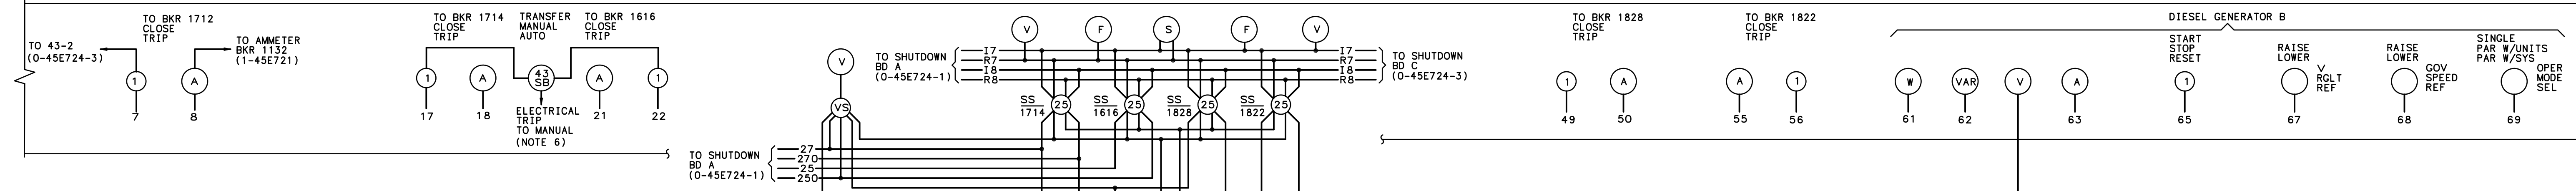 TO 43-2
(0-45E724-3)
TO BKR 1712
CLOSE
TRIP
1
7
TO AMMETER
BKR 1132
(1-45E721)
A
8
TO BKR 1714
CLOSE
TRIP
1
17
A
18
TRANSFER
MANUAL
AUTO
43
SB
ELECTRICAL
TRIP
TO MANUAL
(NOTE 6)
TO BKR 1616
CLOSE
TRIP
A
21
1
22
TO SHUTDOWN
BD A
(0-45E724-1)
27
270
25
250
V
VS
TO SHUTDOWN
BD A
(0-45E724-1)
I7
R7
I8
R8
V
F
S
F
V
SS
1714
25
SS
1616
25
SS
1828
25
SS
1822
25
I7
R7
I8
R8
TO SHUTDOWN
BD C
(0-45E724-3)
TO BKR 1828
CLOSE
TRIP
1
49
A
50
TO BKR 1822
CLOSE
TRIP
A
55
1
56
DIESEL GENERATOR B
W
61
VAR
62
V
A
63
START
STOP
RESET
1
65
RAISE
LOWER
V
RGLT
REF
67
RAISE
LOWER
GOV
SPEED
REF
68
SINGLE
PAR W/UNITS
PAR W/SYS
OPER
MODE
SEL
69